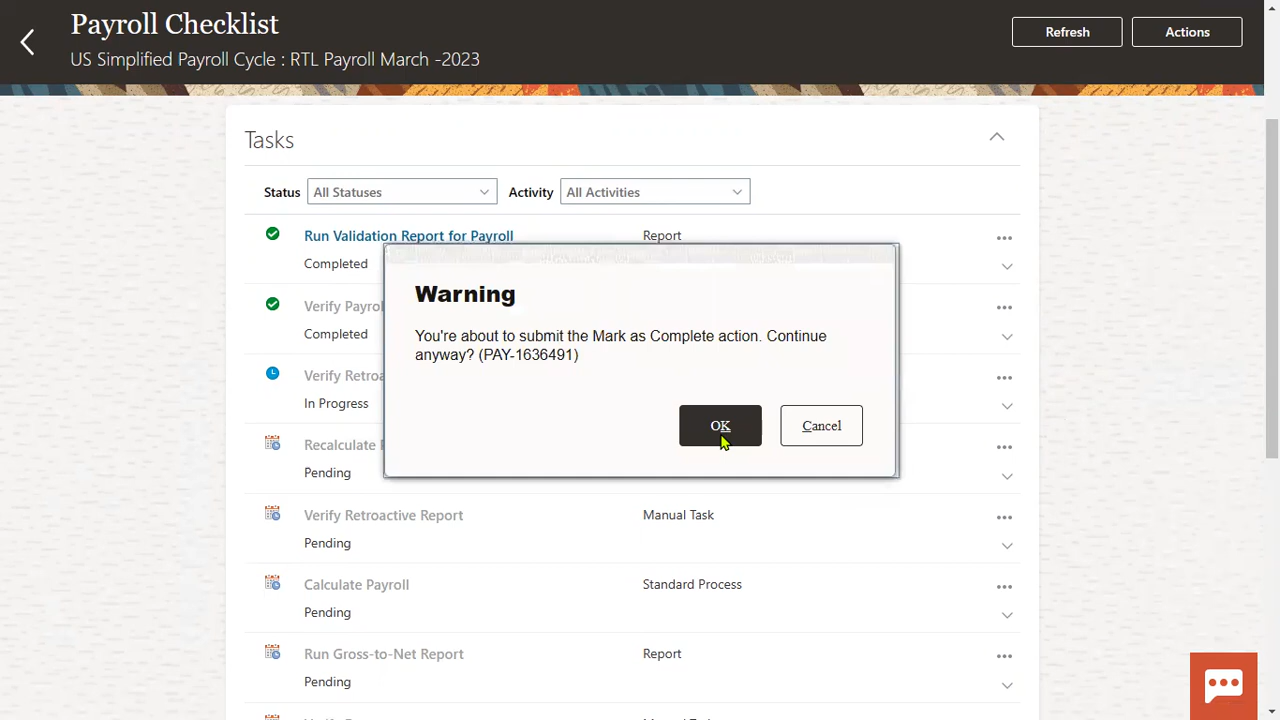 Payroll Checklist
US Simplified Payroll Cycle : RTL Payroll March -2023
Refresh
Actions
Tasks
Status
All Statuses
Activity
All Activities
Run Validation Report for Payroll
Report
Completed
Verify Payrol
Completed
Verify Retroa
In Progress
Recalculate
Pending
Warning
You're about to submit the Mark as Complete action. Continue
anyway? (PAY-1636491)
OK
Cancel
Verify Retroactive Report
Manual Task
Pending
Calculate Payroll
Standard Process
Pending
Run Gross-to-Net Report
Report
Pending